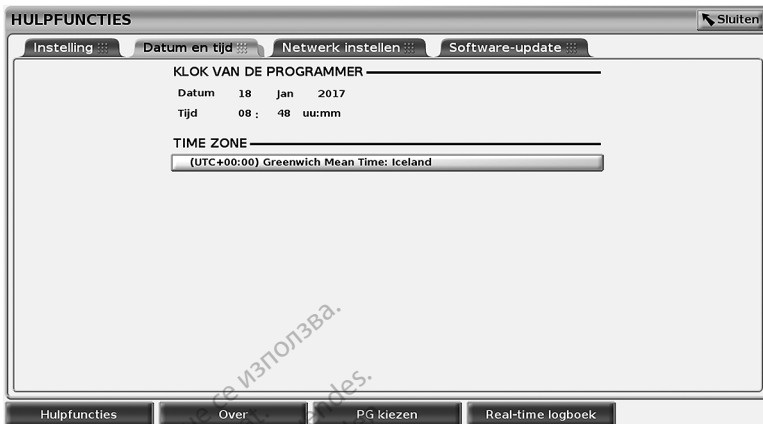 HULPFUNCTIES
Sluiten
Instelling
Datum en tijd
Netwerk instellen
Software-update
KLOK VAN DE PROGRAMMER
Datum 18 Jan 2017
Tijd 08 : 48 uu:mm
TIME ZONE
(UTC+00:00) Greenwich Mean Time: Iceland
се използва.
Hulpfuncties
Over
PG kiezen
Real-time logboek